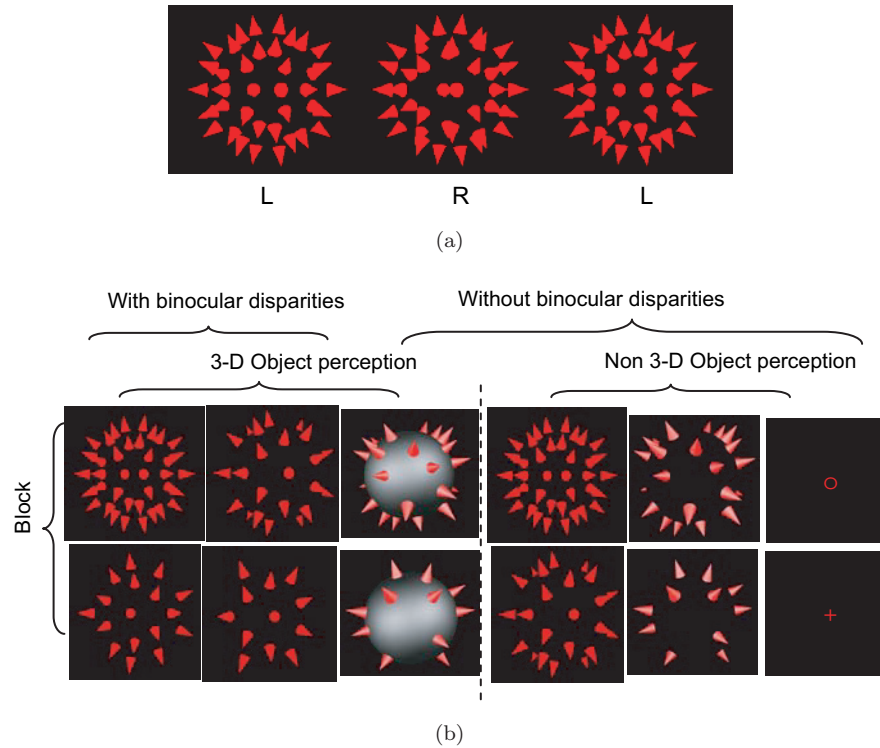 L R L
(a)
With binocular disparities
Without binocular disparities
3-D Object perception
Non 3-D Object perception
Block
(b)